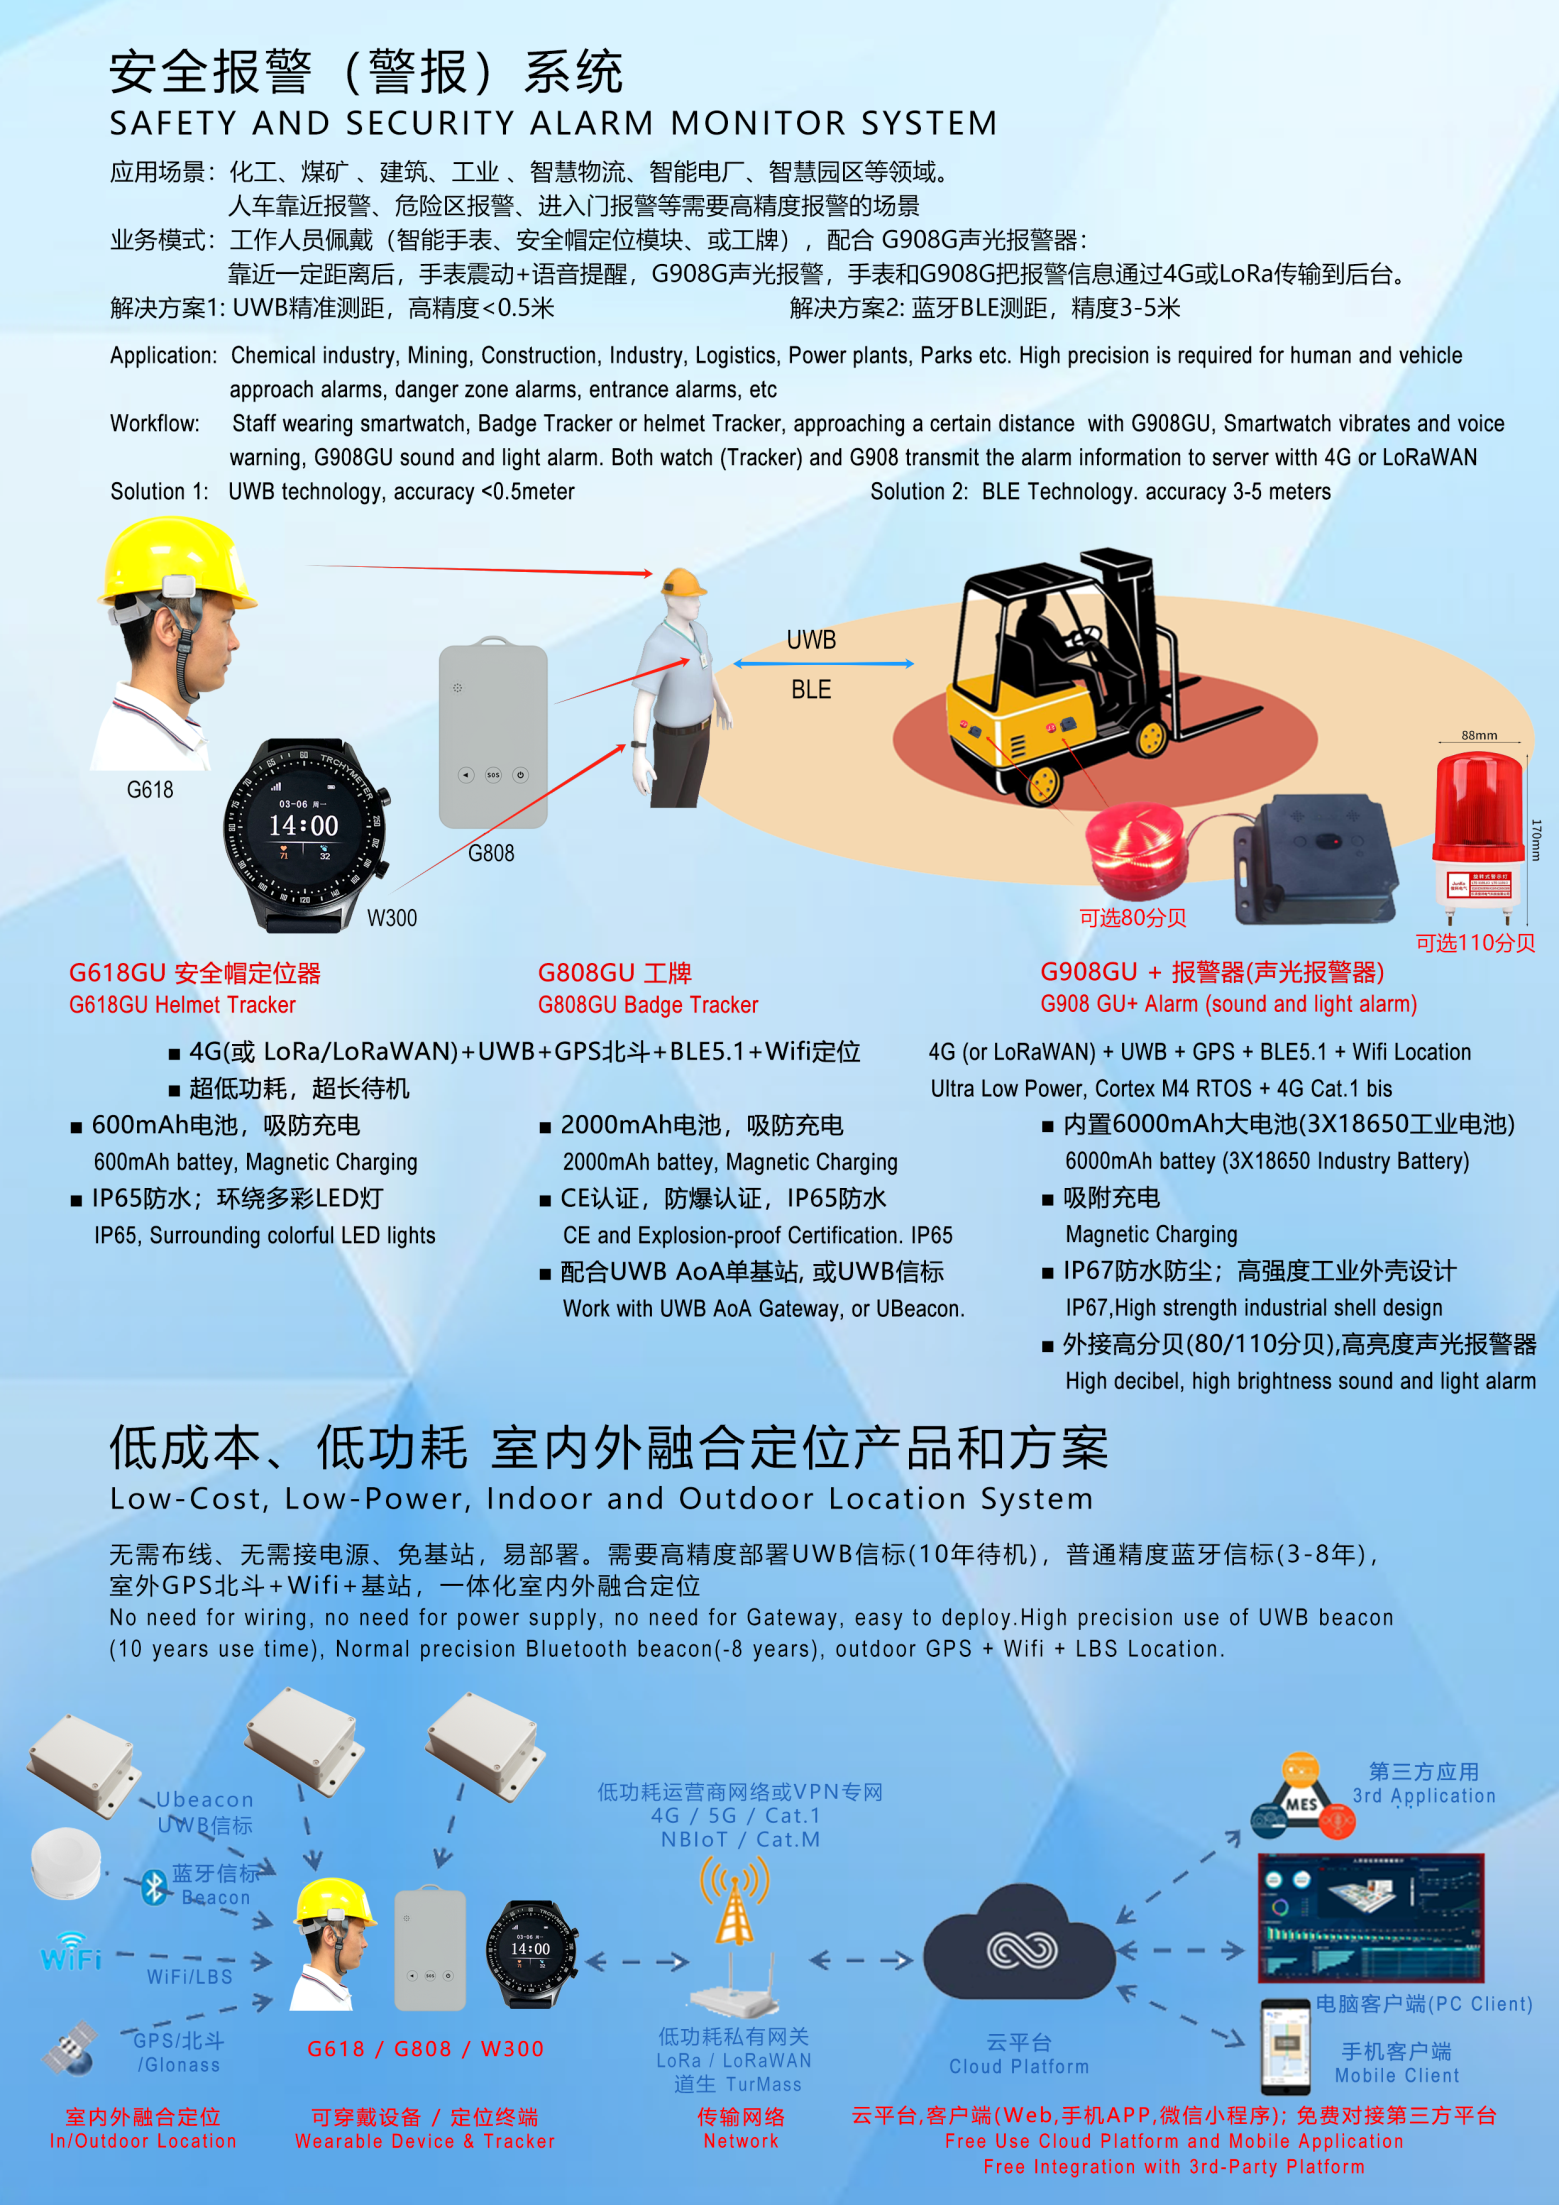 安全报警（警报）系统
SAFETY AND SECURITY ALARM MONITOR SYSTEM
应用场景：化工、煤矿 、建筑、工业 、智慧物流、智能电厂、智慧园区等领域。
人车靠近报警、危险区报警、进入门报警等需要高精度报警的场景
业务模式：工作人员佩戴（智能手表、安全帽定位模块、或工牌），配合 G908G声光报警器：
靠近一定距离后，手表震动+语音提醒，G908G声光报警，手表和G908G把报警信息通过4G或LoRa传输到后台。
解决方案1: UWB精准测距，高精度<0.5米
解决方案2: 蓝牙BLE测距，精度3-5米
Application: Chemical industry, Mining, Construction, Industry, Logistics, Power plants, Parks etc. High precision is required for human and vehicle
approach alarms, danger zone alarms, entrance alarms, etc
Workflow: Staff wearing smartwatch, Badge Tracker or helmet Tracker, approaching a certain distance with G908GU, Smartwatch vibrates and voice
warning, G908GU sound and light alarm. Both watch (Tracker) and G908 transmit the alarm information to server witth 4G or LoRaWAN
Solution 1: UWB technology, accuracy <0.5meter
Solution 2: BLE Technology. accuracy 3-5 meters
UWB
BLE
G618
TRCHYMETER
03-06 周一
14:00
71 32
W300
SOS
G808
88mm
170mm
可选80分贝
可选110分贝
G618GU 安全帽定位器
G618GU Helmet Tracker
G808GU 工牌
G808GU Badge Tracker
G908GU + 报警器(声光报警器)
G908 GU+ Alarm (sound and light alarm)
■ 4G(或 LoRa/LoRaWAN)+UWB+GPS北斗+BLE5.1+Wifi定位
4G (or LoRaWAN) + UWB + GPS + BLE5.1 + Wifi Location
■ 超低功耗，超长待机
Ultra Low Power, Cortex M4 RTOS + 4G Cat.1 bis
■ 600mAh电池，吸防充电
600mAh battey, Magnetic Charging
■ IP65防水；环绕多彩LED灯
IP65, Surrounding colorful LED lights
■ 2000mAh电池，吸防充电
2000mAh battey, Magnetic Charging
■ CE认证，防爆认证，IP65防水
CE and Explosion-proof Certification. IP65
■ 配合UWB AoA单基站, 或UWB信标
Work with UWB AoA Gateway, or UBeacon.
■ 内置6000mAh大电池(3X18650工业电池)
6000mAh battey (3X18650 Industry Battery)
■ 吸附充电
Magnetic Charging
■ IP67防水防尘；高强度工业外壳设计
IP67,High strength industrial shell design
■ 外接高分贝(80/110分贝),高亮度声光报警器
High decibel, high brightness sound and light alarm
低成本、 低功耗 室内外融合定位产品和方案
Low-Cost, Low-Power, Indoor and Outdoor Location System
无需布线、无需接电源、免基站，易部署。需要高精度部署UWB信标(10年待机)，普通精度蓝牙信标(3-8年)，
室外GPS北斗+Wifi+基站，一体化室内外融合定位
No need for wiring, no need for power supply, no need for Gateway, easy to deploy.High precision use of UWB beacon
(10 years use time), Normal precision Bluetooth beacon(-8 years), outdoor GPS + Wifi + LBS Location.
Ubeacon
UWB信标
蓝牙信标
Beacon
WiFi
WiFi/LBS
GPS/北斗
/Glonass
03-06 周一
14:00
SOS
G618 / G808 / W300
低功耗运营商网络或VPN专网
4G / 5G / Cat.1
NBIoT / Cat.M
低功耗私有网关
LoRa / LoRaWAN
道生 TurMass
云平台
Cloud Platform
MES
第三方应用
3rd Application
电脑客户端(PC Client)
手机客户端
Mobile Client
室内外融合定位
In/Outdoor Location
可穿戴设备 / 定位终端
Wearable Device & Tracker
传输网络
Network
云平台,客户端(Web,手机APP,微信小程序); 免费对接第三方平台
Free Use Cloud Platform and Mobile Application
Free Integration with 3rd-Party Platform